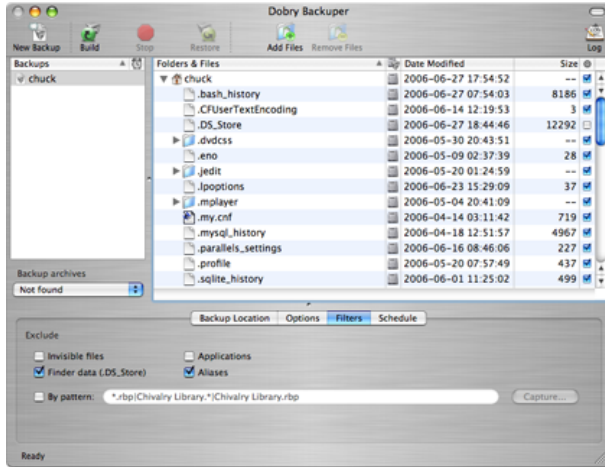 Dobry Backuper
New Backup Build Stop Restore Add Files Remove Files Log
Backups Folders & Files Date Modified Size
chuck
chuck 2006-06-27 17:54:52 --
.bash_history 2006-06-27 07:54:03 8186
.CFUserTextEncoding 2006-06-14 12:19:53 3
.DS_Store 2006-06-27 18:44:46 12292
.dvdcss 2006-05-30 20:43:51 --
.eno 2006-05-09 02:37:39 28
.jedit 2006-05-20 01:24:59 --
.lpoptions 2006-06-23 15:29:09 37
.mplayer 2006-05-04 20:41:09 --
.my.cnf 2006-04-14 03:11:42 719
.mysql_history 2006-04-18 12:51:57 4967
.parallels_settings 2006-06-16 08:46:06 227
.profile 2006-05-20 07:57:49 437
.sqlite_history 2006-06-01 11:25:02 499
Backup archives
Not found
Backup Location Options Filters Schedule
Exclude
Invisible files Applications
Finder data (.DS_Store) Aliases
By pattern: *.rbp|Chivalry Library.*|Chivalry Library.rbp Capture...
Ready